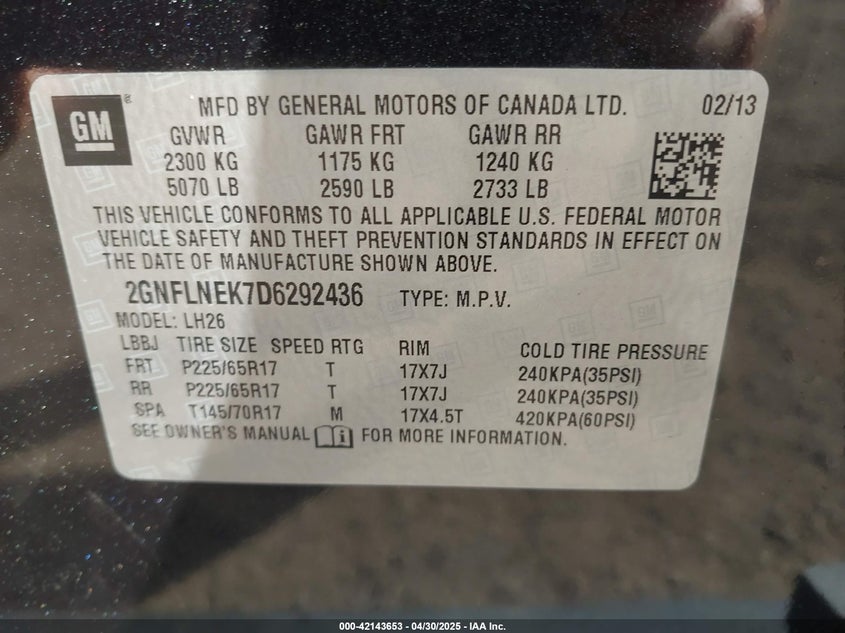 GM
®
MFD BY GENERAL MOTORS OF CANADA LTD. 02/13
GVWR GAWR FRT GAWR RR
2300 KG 1175 KG 1240 KG
5070 LB 2590 LB 2733 LB
THIS VEHICLE CONFORMS TO ALL APPLICABLE U.S. FEDERAL MOTOR
VEHICLE SAFETY AND THEFT PREVENTION STANDARDS IN EFFECT ON
THE DATE OF MANUFACTURE SHOWN ABOVE.
2GNFLNEK7D6292436 TYPE: M.P.V.
MODEL: LH26
LBBJ TIRE SIZE SPEED RTG RIM COLD TIRE PRESSURE
FRT P225/65R17 T 17X7J 240KPA(35PSI)
RR P225/65R17 T 17X7J 240KPA(35PSI)
SPA T145/70R17 M 17X4.5T 420KPA(60PSI)
SEE OWNER'S MANUAL FOR MORE INFORMATION.
000-42143653 — 04/30/2025 — IAA Inc.